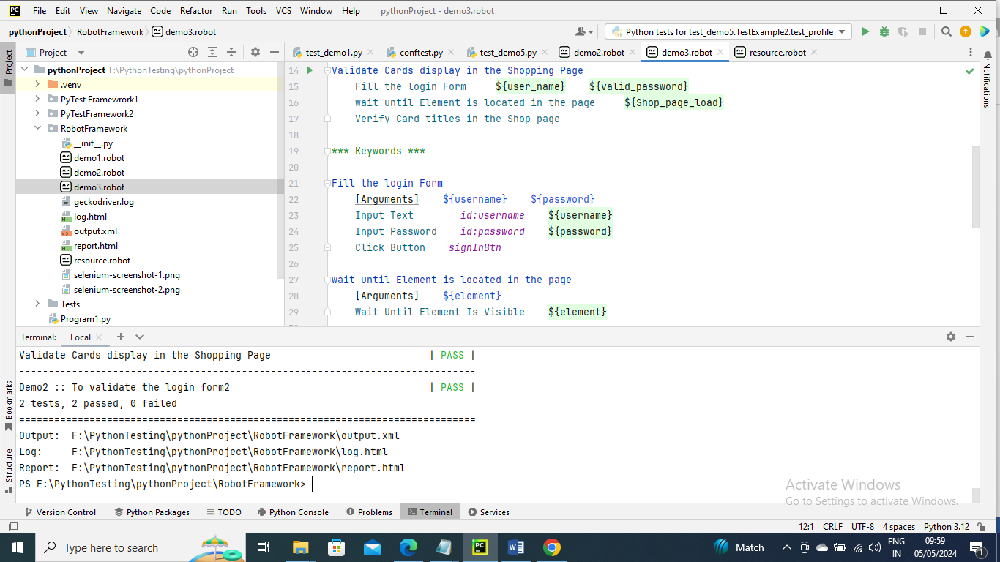 PC File Edit View Navigate Code Refactor Run Tools VCS Window Help pythonProject - demo3.robot
pythonProject RobotFramework demo3.robot Python tests for test_demo5.TestExample2.test_profile
Project
Project
test_demo1.py conftest.py test_demo5.py demo2.robot demo3.robot resource.robot
Notifications
pythonProject F:\PythonTesting\pythonProject
.venv
PyTest Framewrork1
PyTestFramework2
RobotFramework
__init__.py
demo1.robot
demo2.robot
demo3.robot
geckodriver.log
log.html
output.xml
report.html
resource.robot
selenium-screenshot-1.png
selenium-screenshot-2.png
Tests
Program1.py
14 Validate Cards display in the Shopping Page
15 Fill the login Form ${user_name} ${valid_password}
16 wait until Element is located in the page ${Shop_page_load}
17 Verify Card titles in the Shop page
18
19 *** Keywords ***
20
21 Fill the login Form
22 [Arguments] ${username} ${password}
23 Input Text id:username ${username}
24 Input Password id:password ${password}
25 Click Button signInBtn
26
27 wait until Element is located in the page
28 [Arguments] ${element}
29 Wait Until Element Is Visible ${element}
Terminal: Local
Validate Cards display in the Shopping Page | PASS |
------------------------------------------------------------------------------
Demo2 :: To validate the login form2 | PASS |
2 tests, 2 passed, 0 failed
==============================================================================
Output: F:\PythonTesting\pythonProject\RobotFramework\output.xml
Log: F:\PythonTesting\pythonProject\RobotFramework\log.html
Report: F:\PythonTesting\pythonProject\RobotFramework\report.html
PS F:\PythonTesting\pythonProject\RobotFramework>
Bookmarks
Structure
Activate Windows
Go to Settings to activate Windows.
Version Control Python Packages TODO Python Console Problems Terminal Services
12:1 CRLF UTF-8 4 spaces Python 3.12
Type here to search PC Match ENG IN 09:59 05/05/2024 1